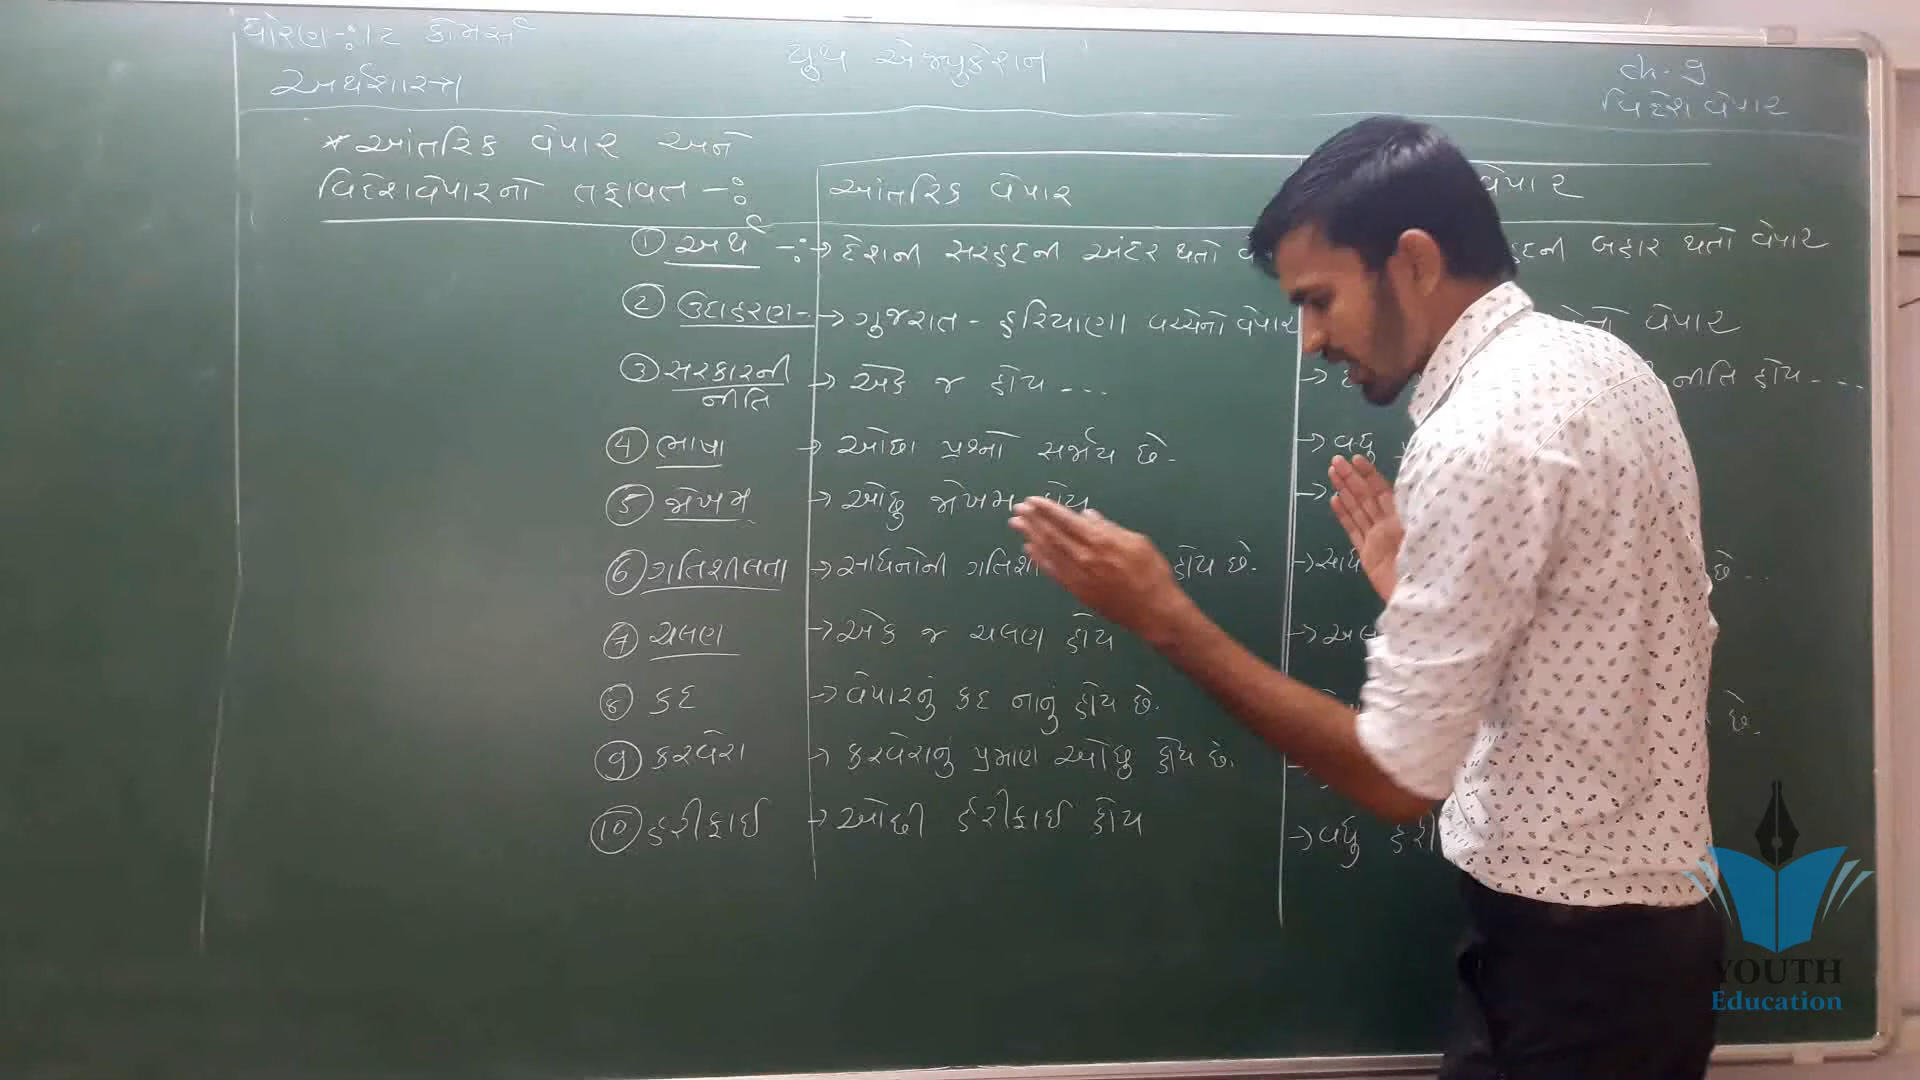 ધોરણ-:૧૨ કોમર્સ
અર્થશાસ્ત્ર
યુથ એજ્યુકેશન
ch-9
વિદેશ વેપાર
* આંતરિક વેપાર અને
વિદેશવેપારનો તફાવત -:
આંતરિક વેપાર
વેપાર
① અર્થ -: → દેશની સરહદની અંદર થતો
બહાર થતો વેપાર
② ઉદાહરણ- → ગુજરાત - હરિયાણા વચ્ચેનો વેપાર
વેપાર
③ સરકારની નીતિ → એક જ હોય ---
→ નીતિ હોય ---
④ ભાષા → ઓછા પ્રશ્નો સર્જાય છે.
→ વધુ
⑤ જોખમ → ઓછુ જોખમ હોય
→
⑥ ગતિશીલતા → સાધનોની હોય છે.
→ છે...
⑦ ચલણ → એક જ ચલણ હોય
→
⑧ કદ → વેપારનું કદ નાનું હોય છે.
છે.
⑨ કરવેરા → કરવેરાનું પ્રમાણ ઓછુ હોય છે.
→
⑩ હરીફાઈ → ઓછી હરીફાઈ હોય
→ વધુ
YOUTH
Education